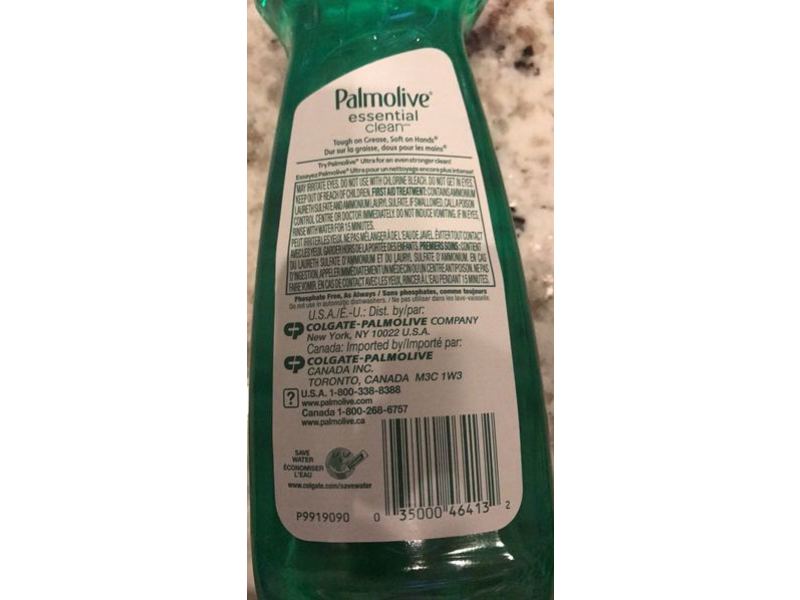 Palmolive®
essential
clean™
Tough on Grease, Soft on Hands®
Dur sur la graisse, doux pour les mains®
Try Palmolive® Ultra for an even stronger clean!
Essayez Palmolive® Ultra pour un nettoyage encore plus intense!
MAY IRRITATE EYES. DO NOT USE WITH CHLORINE BLEACH. DO NOT GET IN EYES.
KEEP OUT OF REACH OF CHILDREN. FIRST AID TREATMENT: CONTAINS AMMONIUM
LAURETH SULFATE AND AMMONIUM LAURYL SULFATE. IF SWALLOWED, CALL A POISON
CONTROL CENTRE OR DOCTOR IMMEDIATELY. DO NOT INDUCE VOMITING. IF IN EYES,
RINSE WITH WATER FOR 15 MINUTES.
PEUT IRRITER LES YEUX. NE PAS MÉLANGER À DE L'EAU DE JAVEL. ÉVITER TOUT CONTACT
AVEC LES YEUX. GARDER HORS DE LA PORTÉE DES ENFANTS. PREMIERS SOINS: CONTIENT
DU LAURETH SULFATE D'AMMONIUM ET DU LAURYL SULFATE D'AMMONIUM. EN CAS
D'INGESTION, APPELER IMMÉDIATEMENT UN MÉDECIN OU UN CENTRE ANTIPOISON. NE PAS
FAIRE VOMIR. EN CAS DE CONTACT AVEC LES YEUX, RINCER À L'EAU PENDANT 15 MINUTES.
Phosphate Free, As Always / Sans phosphates, comme toujours
Do not use in automatic dishwashers. / Ne pas utiliser dans les lave-vaisselle.
U.S.A./É.-U.: Dist. by/par:
CP COLGATE-PALMOLIVE COMPANY
New York, NY 10022 U.S.A.
Canada: Imported by/Importé par:
CP COLGATE-PALMOLIVE
CANADA INC.
TORONTO, CANADA M3C 1W3
? U.S.A. 1-800-338-8388
www.palmolive.com
Canada 1-800-268-6757
www.palmolive.ca
SAVE
WATER
ÉCONOMISER
L'EAU
www.colgate.com/savewater
P9919090
0 35000 46413 2